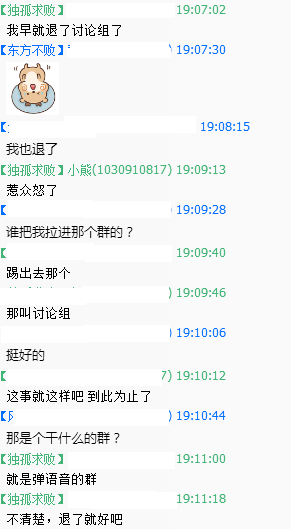 【独孤求败】 19:07:02
我早就退了讨论组了
【东方不败】 19:07:30
【 19:08:15
我也退了
【独孤求败】小熊(1030910817) 19:09:13
惹众怒了
【 19:09:28
谁把我拉进那个群的？
【 19:09:40
踢出去那个
) 19:09:46
那叫讨论组
) 19:10:06
挺好的
【 7) 19:10:12
这事就这样吧 到此为止了
【 ) 19:10:44
那是个干什么的群？
【独孤求败】 19:11:00
就是弹语音的群
【独孤求败】 19:11:18
不清楚，退了就好吧